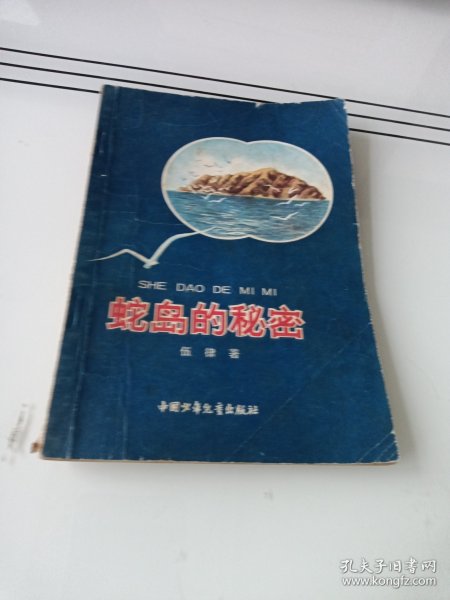 SHE DAO DE MI MI
蛇岛的秘密
伍律著
中国少年儿童出版社
孔夫子旧书网
www.kongfz.com